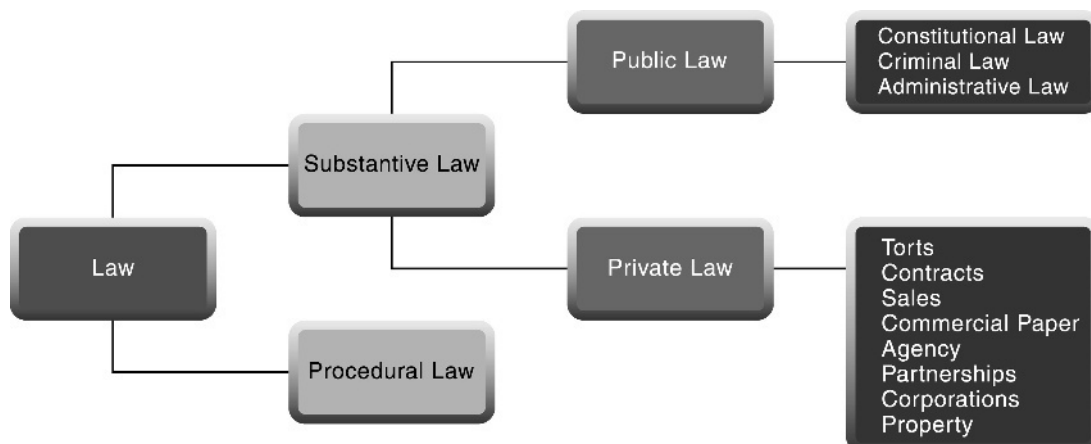 Public Law
Constitutional Law
Criminal Law
Administrative Law
Substantive Law
Law
Private Law
Torts
Contracts
Sales
Commercial Paper
Agency
Partnerships
Corporations
Property
Procedural Law